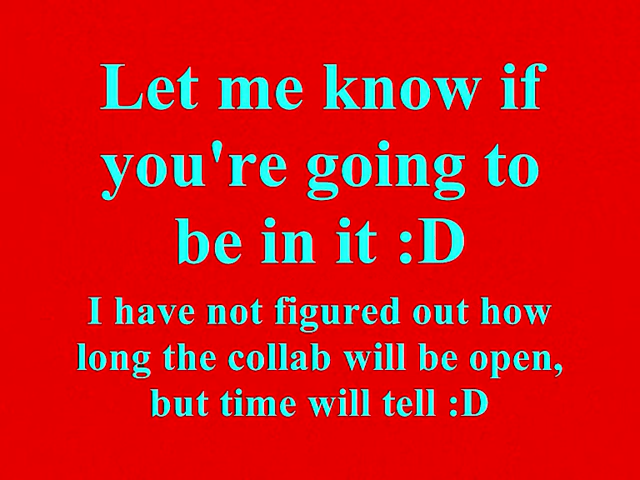 Let me know if
you're going to
be in it :D
I have not figured out how
long the collab will be open,
but time will tell :D